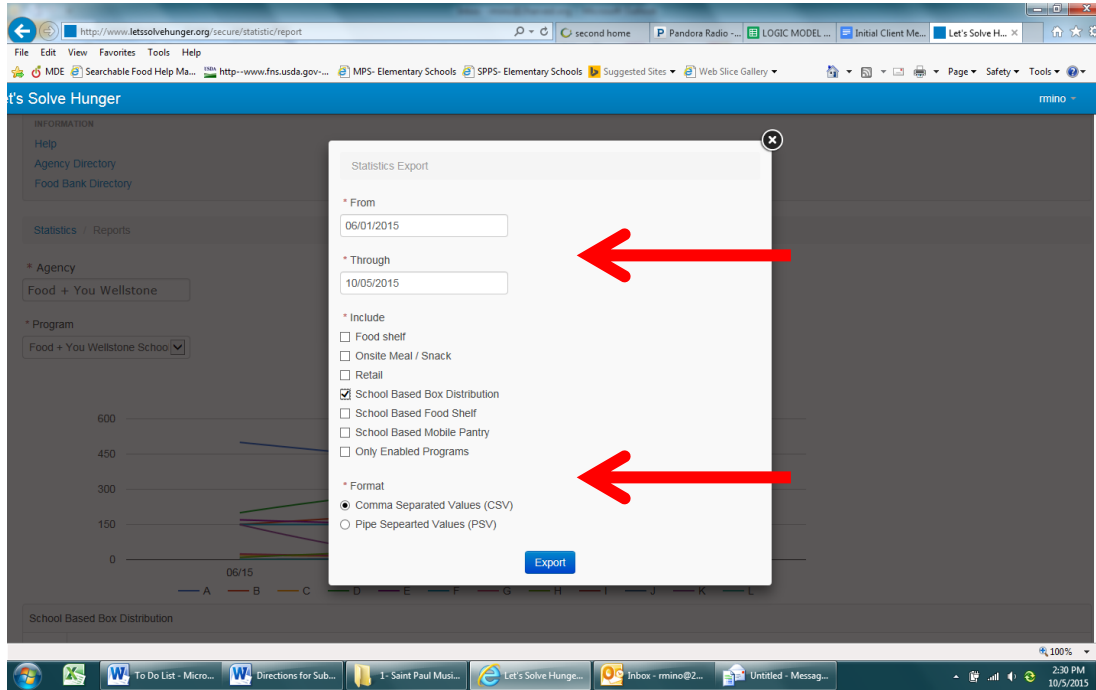 http://www.letssolvehunger.org/secure/statistic/report
second home
P Pandora Radio -...
LOGIC MODEL ...
Initial Client Me...
Let's Solve H...
File Edit View Favorites Tools Help
MDE
Searchable Food Help Ma...
http--www.fns.usda.gov-...
MPS- Elementary Schools
SPPS- Elementary Schools
Suggested Sites
Web Slice Gallery
Page Safety Tools
t's Solve Hunger
rmino
INFORMATION
Help
Agency Directory
Food Bank Directory
Statistics / Reports
* Agency
Food + You Wellstone
* Program
Food + You Wellstone Schoo
Statistics Export
* From
06/01/2015
* Through
10/05/2015
* Include
Food shelf
Onsite Meal / Snack
Retail
School Based Box Distribution
School Based Food Shelf
School Based Mobile Pantry
Only Enabled Programs
* Format
Comma Separated Values (CSV)
Pipe Sepearted Values (PSV)
Export
600
450
300
150
0
06/15
A B C D E F G H I J K L
School Based Box Distribution
100%
To Do List - Micro...
Directions for Sub...
1- Saint Paul Musi...
Let's Solve Hunge...
Inbox - rmino@2...
Untitled - Messag...
2:30 PM
10/5/2015